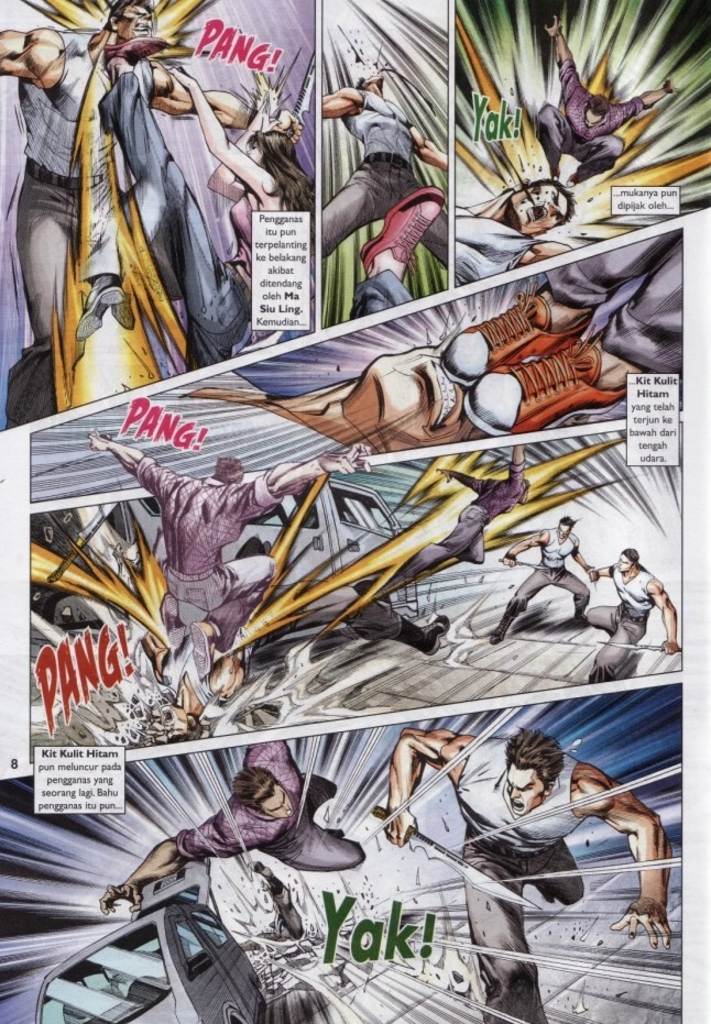 PANG!
Pengganas
itu pun
terpelanting
ke belakang
akibat
ditendang
oleh Ma
Siu Ling.
Kemudian...
Yak!
...mukanya pun
dipijak oleh...
...Kit Kulit
Hitam
yang telah
terjun ke
bawah dari
tengah
udara.
PANG!
PANG!
8
Kit Kulit Hitam
pun meluncur pada
pengganas yang
seorang lagi. Bahu
pengganas itu pun...
Yak!